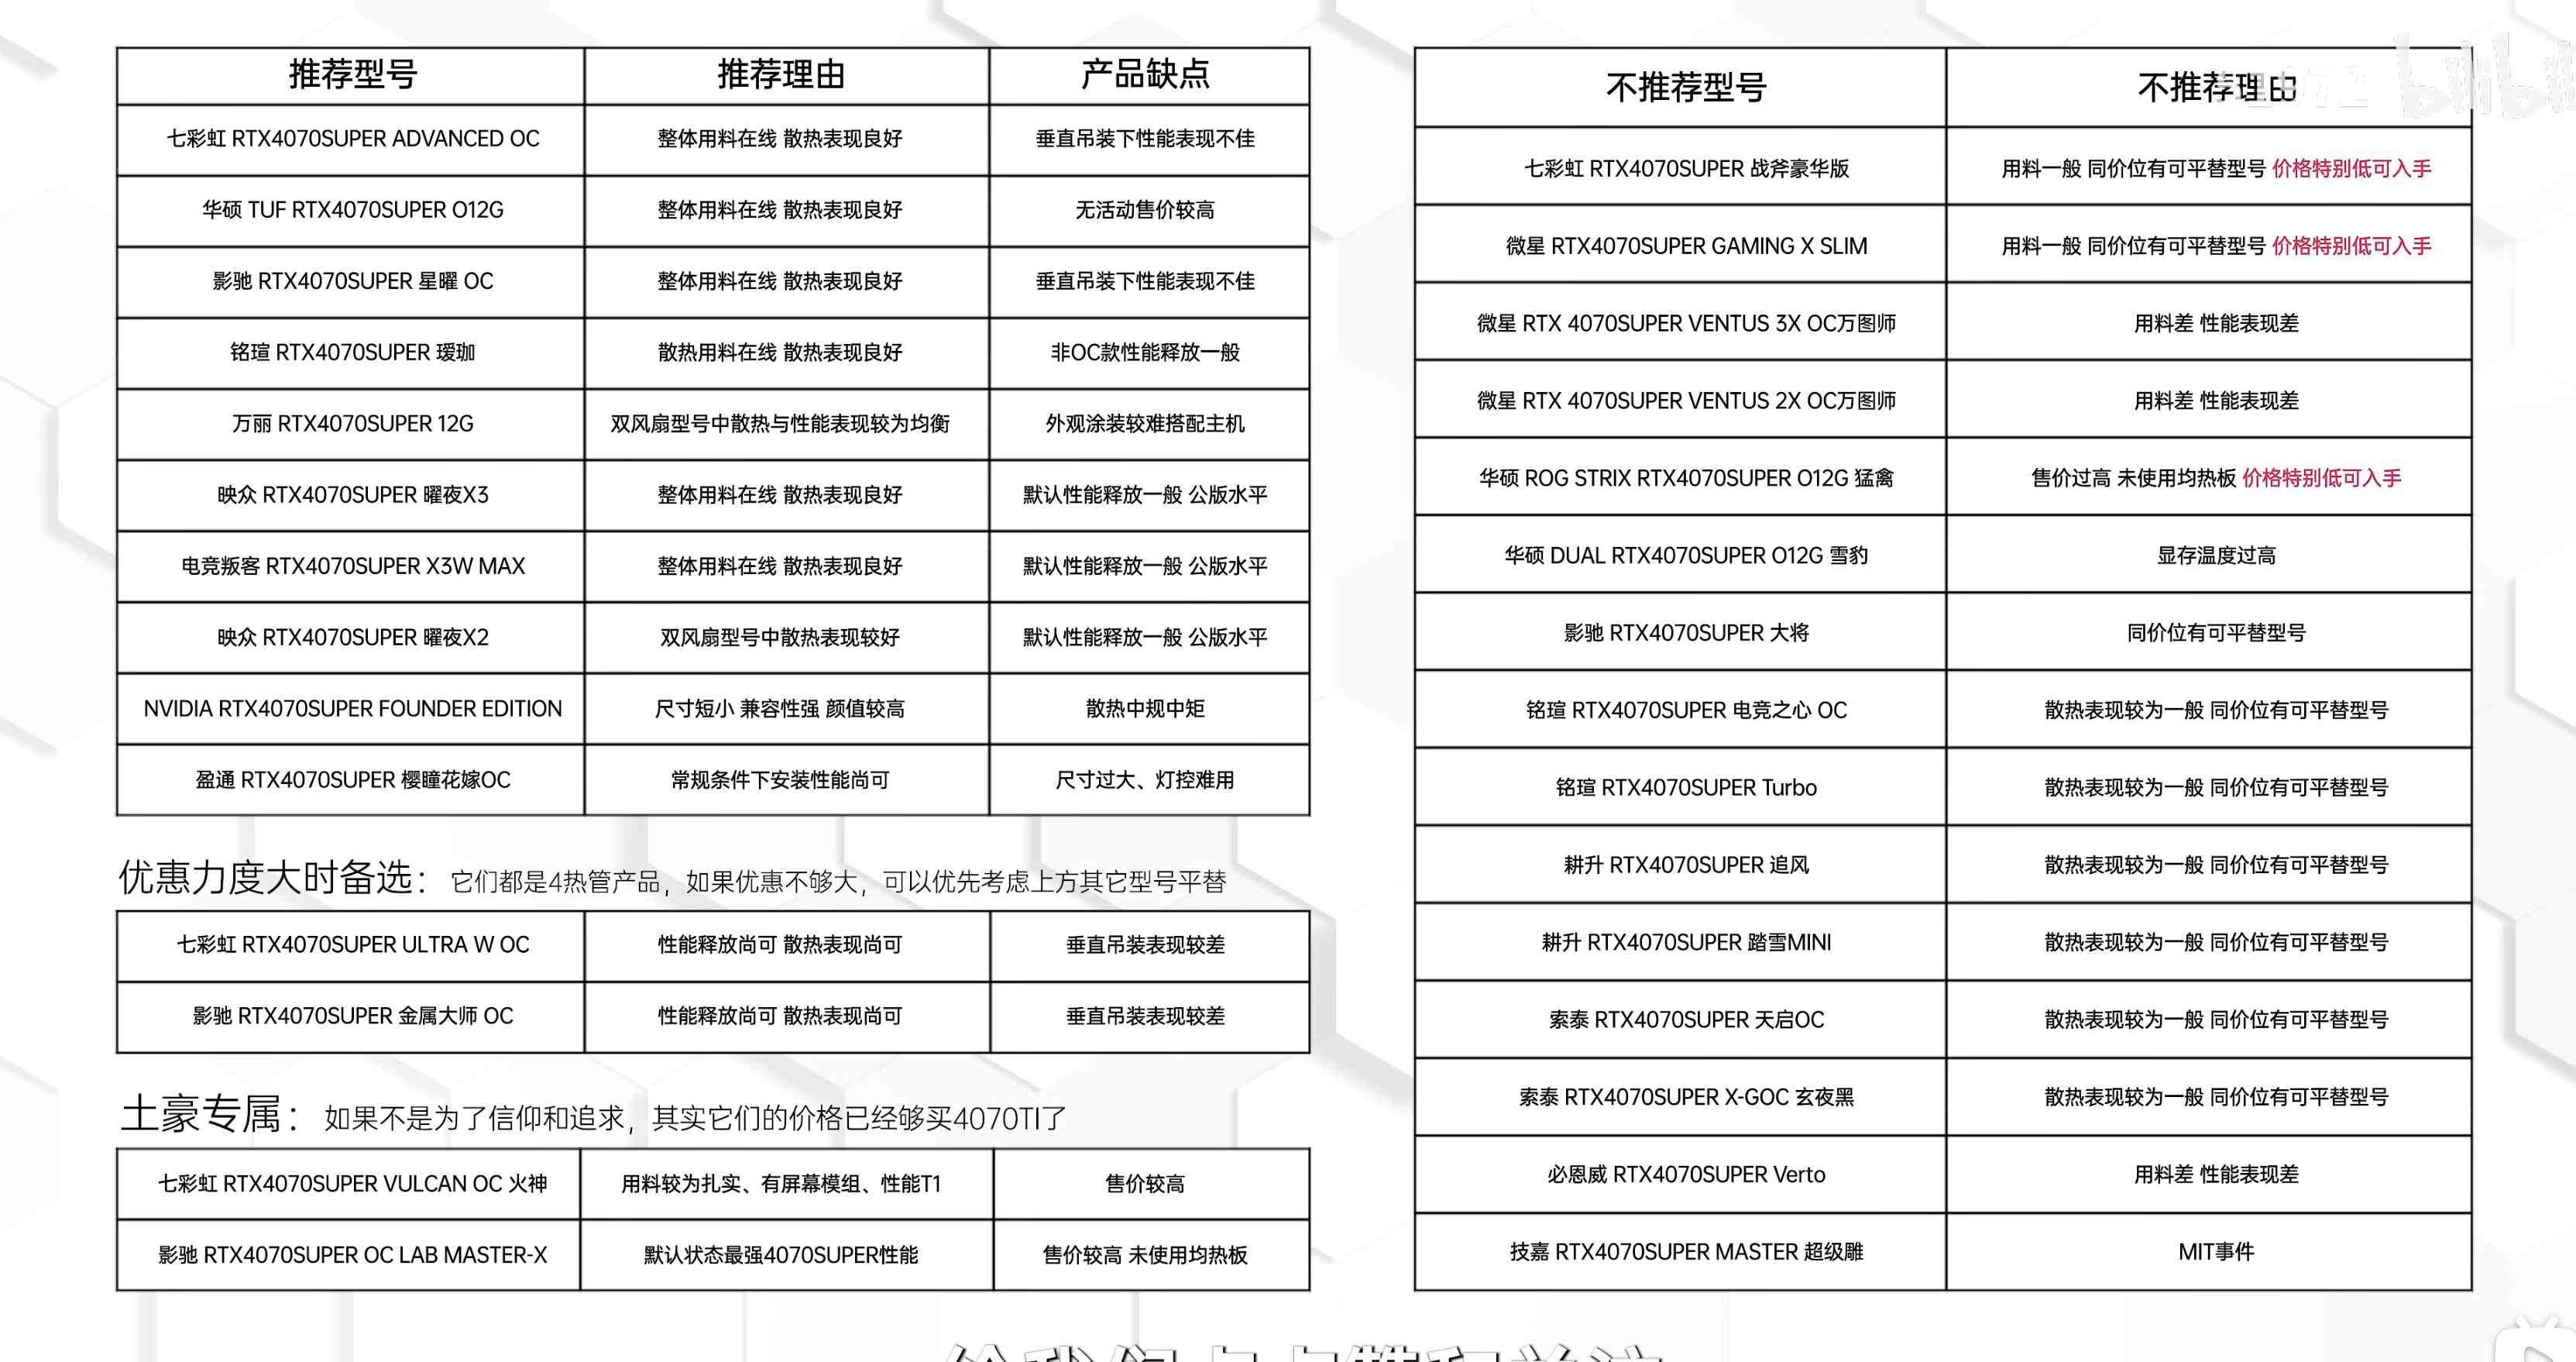 推荐型号 推荐理由 产品缺点
七彩虹 RTX4070SUPER ADVANCED OC 整体用料在线 散热表现良好 垂直吊装下性能表现不佳
华硕 TUF RTX4070SUPER O12G 整体用料在线 散热表现良好 无活动售价较高
影驰 RTX4070SUPER 星曜 OC 整体用料在线 散热表现良好 垂直吊装下性能表现不佳
铭瑄 RTX4070SUPER 瑷珈 散热用料在线 散热表现良好 非OC款性能释放一般
万丽 RTX4070SUPER 12G 双风扇型号中散热与性能表现较为均衡 外观涂装较难搭配主机
映众 RTX4070SUPER 曜夜X3 整体用料在线 散热表现良好 默认性能释放一般 公版水平
电竞叛客 RTX4070SUPER X3W MAX 整体用料在线 散热表现良好 默认性能释放一般 公版水平
映众 RTX4070SUPER 曜夜X2 双风扇型号中散热表现较好 默认性能释放一般 公版水平
NVIDIA RTX4070SUPER FOUNDER EDITION 尺寸短小 兼容性强 颜值较高 散热中规中矩
盈通 RTX4070SUPER 樱瞳花嫁OC 常规条件下安装性能尚可 尺寸过大、灯控难用
优惠力度大时备选：它们都是4热管产品，如果优惠不够大，可以优先考虑上方其它型号平替
七彩虹 RTX4070SUPER ULTRA W OC 性能释放尚可 散热表现尚可 垂直吊装表现较差
影驰 RTX4070SUPER 金属大师 OC 性能释放尚可 散热表现尚可 垂直吊装表现较差
土豪专属：如果不是为了信仰和追求，其实它们的价格已经够买4070TI了
七彩虹 RTX4070SUPER VULCAN OC 火神 用料较为扎实、有屏幕模组、性能T1 售价较高
影驰 RTX4070SUPER OC LAB MASTER-X 默认状态最强4070SUPER性能 售价较高 未使用均热板
不推荐型号 不推荐理由
七彩虹 RTX4070SUPER 战斧豪华版 用料一般 同价位有可平替型号 价格特别低可入手
微星 RTX4070SUPER GAMING X SLIM 用料一般 同价位有可平替型号 价格特别低可入手
微星 RTX 4070SUPER VENTUS 3X OC万图师 用料差 性能表现差
微星 RTX 4070SUPER VENTUS 2X OC万图师 用料差 性能表现差
华硕 ROG STRIX RTX4070SUPER O12G 猛禽 售价过高 未使用均热板 价格特别低可入手
华硕 DUAL RTX4070SUPER O12G 雪豹 显存温度过高
影驰 RTX4070SUPER 大将 同价位有可平替型号
铭瑄 RTX4070SUPER 电竞之心 OC 散热表现较为一般 同价位有可平替型号
铭瑄 RTX4070SUPER Turbo 散热表现较为一般 同价位有可平替型号
耕升 RTX4070SUPER 追风 散热表现较为一般 同价位有可平替型号
耕升 RTX4070SUPER 踏雪MINI 散热表现较为一般 同价位有可平替型号
索泰 RTX4070SUPER 天启OC 散热表现较为一般 同价位有可平替型号
索泰 RTX4070SUPER X-GOC 玄夜黑 散热表现较为一般 同价位有可平替型号
必恩威 RTX4070SUPER Verto 用料差 性能表现差
技嘉 RTX4070SUPER MASTER 超级雕 MIT事件